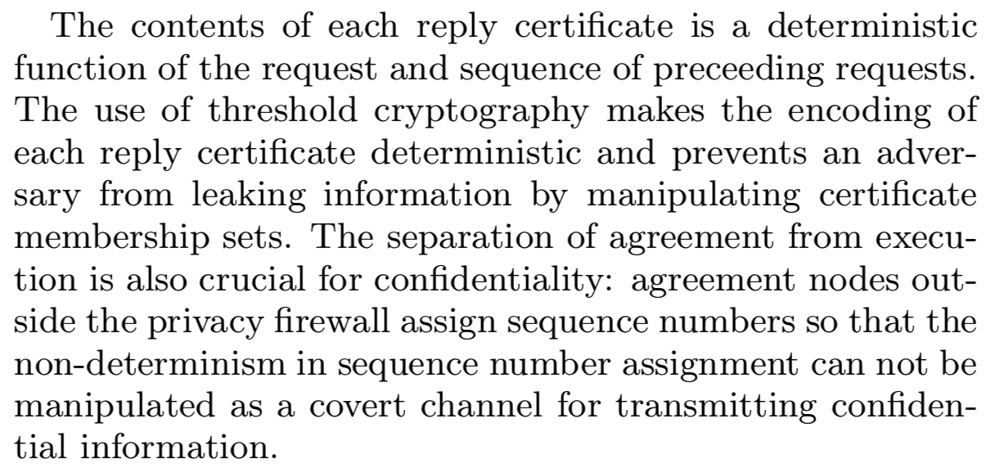 The contents of each reply certificate is a deterministic
function of the request and sequence of preceeding requests.
The use of threshold cryptography makes the encoding of
each reply certificate deterministic and prevents an adver-
sary from leaking information by manipulating certificate
membership sets. The separation of agreement from execu-
tion is also crucial for confidentiality: agreement nodes out-
side the privacy firewall assign sequence numbers so that the
non-determinism in sequence number assignment can not be
manipulated as a covert channel for transmitting confiden-
tial information.